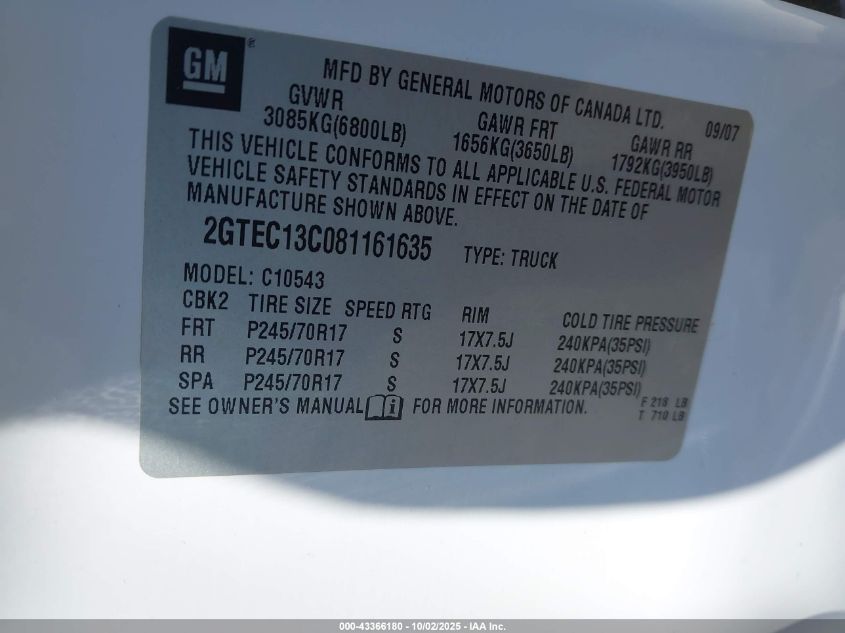 GM ®
MFD BY GENERAL MOTORS OF CANADA LTD. 09/07
GVWR GAWR FRT GAWR RR
3085KG(6800LB) 1656KG(3650LB) 1792KG(3950LB)
THIS VEHICLE CONFORMS TO ALL APPLICABLE U.S. FEDERAL MOTOR
VEHICLE SAFETY STANDARDS IN EFFECT ON THE DATE OF
MANUFACTURE SHOWN ABOVE.
2GTEC13C081161635 TYPE: TRUCK
MODEL: C10543
CBK2 TIRE SIZE SPEED RTG RIM COLD TIRE PRESSURE
FRT P245/70R17 S 17X7.5J 240KPA(35PSI)
RR P245/70R17 S 17X7.5J 240KPA(35PSI)
SPA P245/70R17 S 17X7.5J 240KPA(35PSI)
SEE OWNER'S MANUAL i FOR MORE INFORMATION.
F 218 LB
T 710 LB
000-43366180 - 10/02/2025 - IAA Inc.